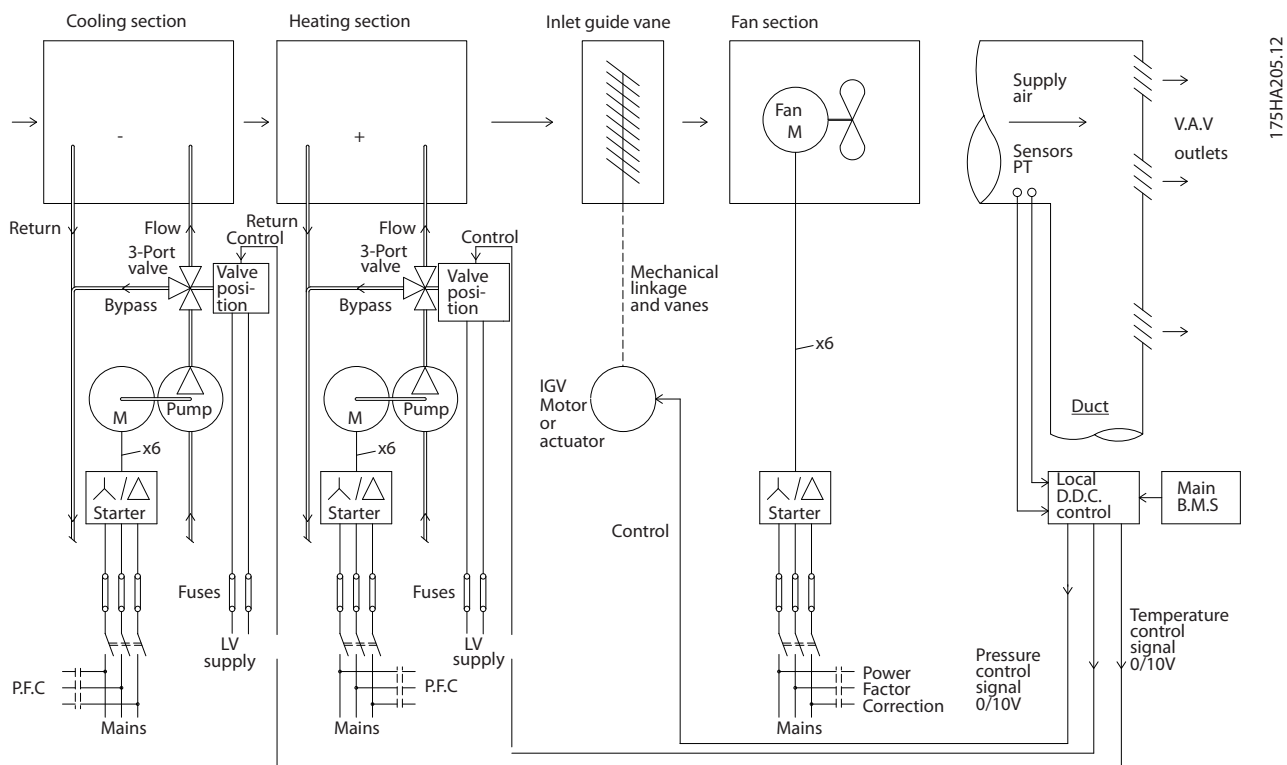 Cooling section
Heating section
Inlet guide vane
Fan section
175HA205.12
-
+
Fan
M
Supply
air
Sensors
PT
V.A.V
outlets
Return
Flow
3-Port
valve
Bypass
Control
Valve
posi-
tion
Return
Flow
3-Port
valve
Bypass
Control
Valve
posi-
tion
Mechanical
linkage
and vanes
x6
M
Pump
x6
M
Pump
x6
IGV
Motor
or
actuator
Duct
/
Starter
/
Starter
/
Starter
Control
Local
D.D.C.
control
Main
B.M.S
Fuses
Fuses
LV
supply
LV
supply
P.F.C
Mains
P.F.C
Mains
Power
Factor
Correction
Mains
Pressure
control
signal
0/10V
Temperature
control
signal
0/10V